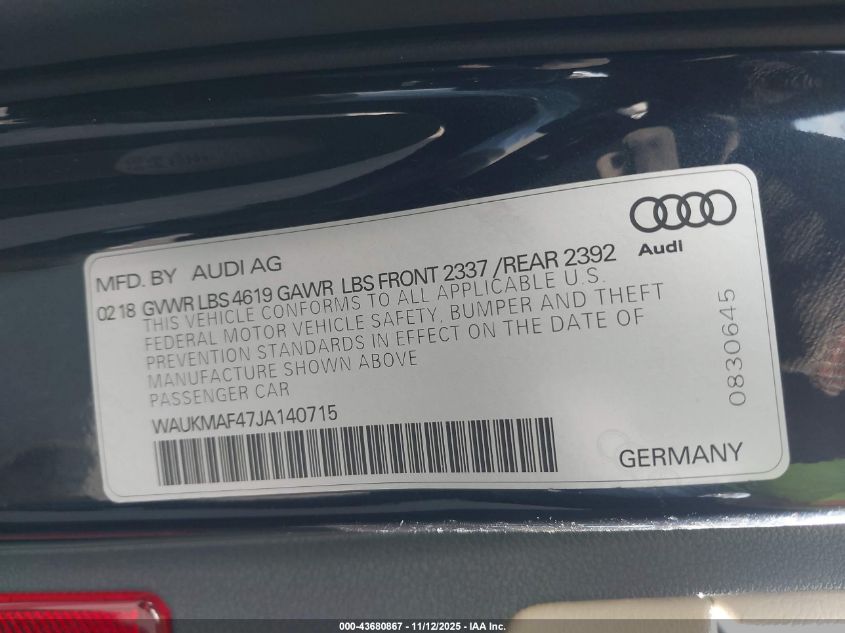 Audi
MFD. BY AUDI AG
02 18 GVWR LBS 4619 GAWR LBS FRONT 2337 /REAR 2392
THIS VEHICLE CONFORMS TO ALL APPLICABLE U.S.
FEDERAL MOTOR VEHICLE SAFETY, BUMPER AND THEFT
PREVENTION STANDARDS IN EFFECT ON THE DATE OF
MANUFACTURE SHOWN ABOVE
PASSENGER CAR
WAUKMAF47JA140715
GERMANY
0830645
000-43680867 - 11/12/2025 - IAA Inc.